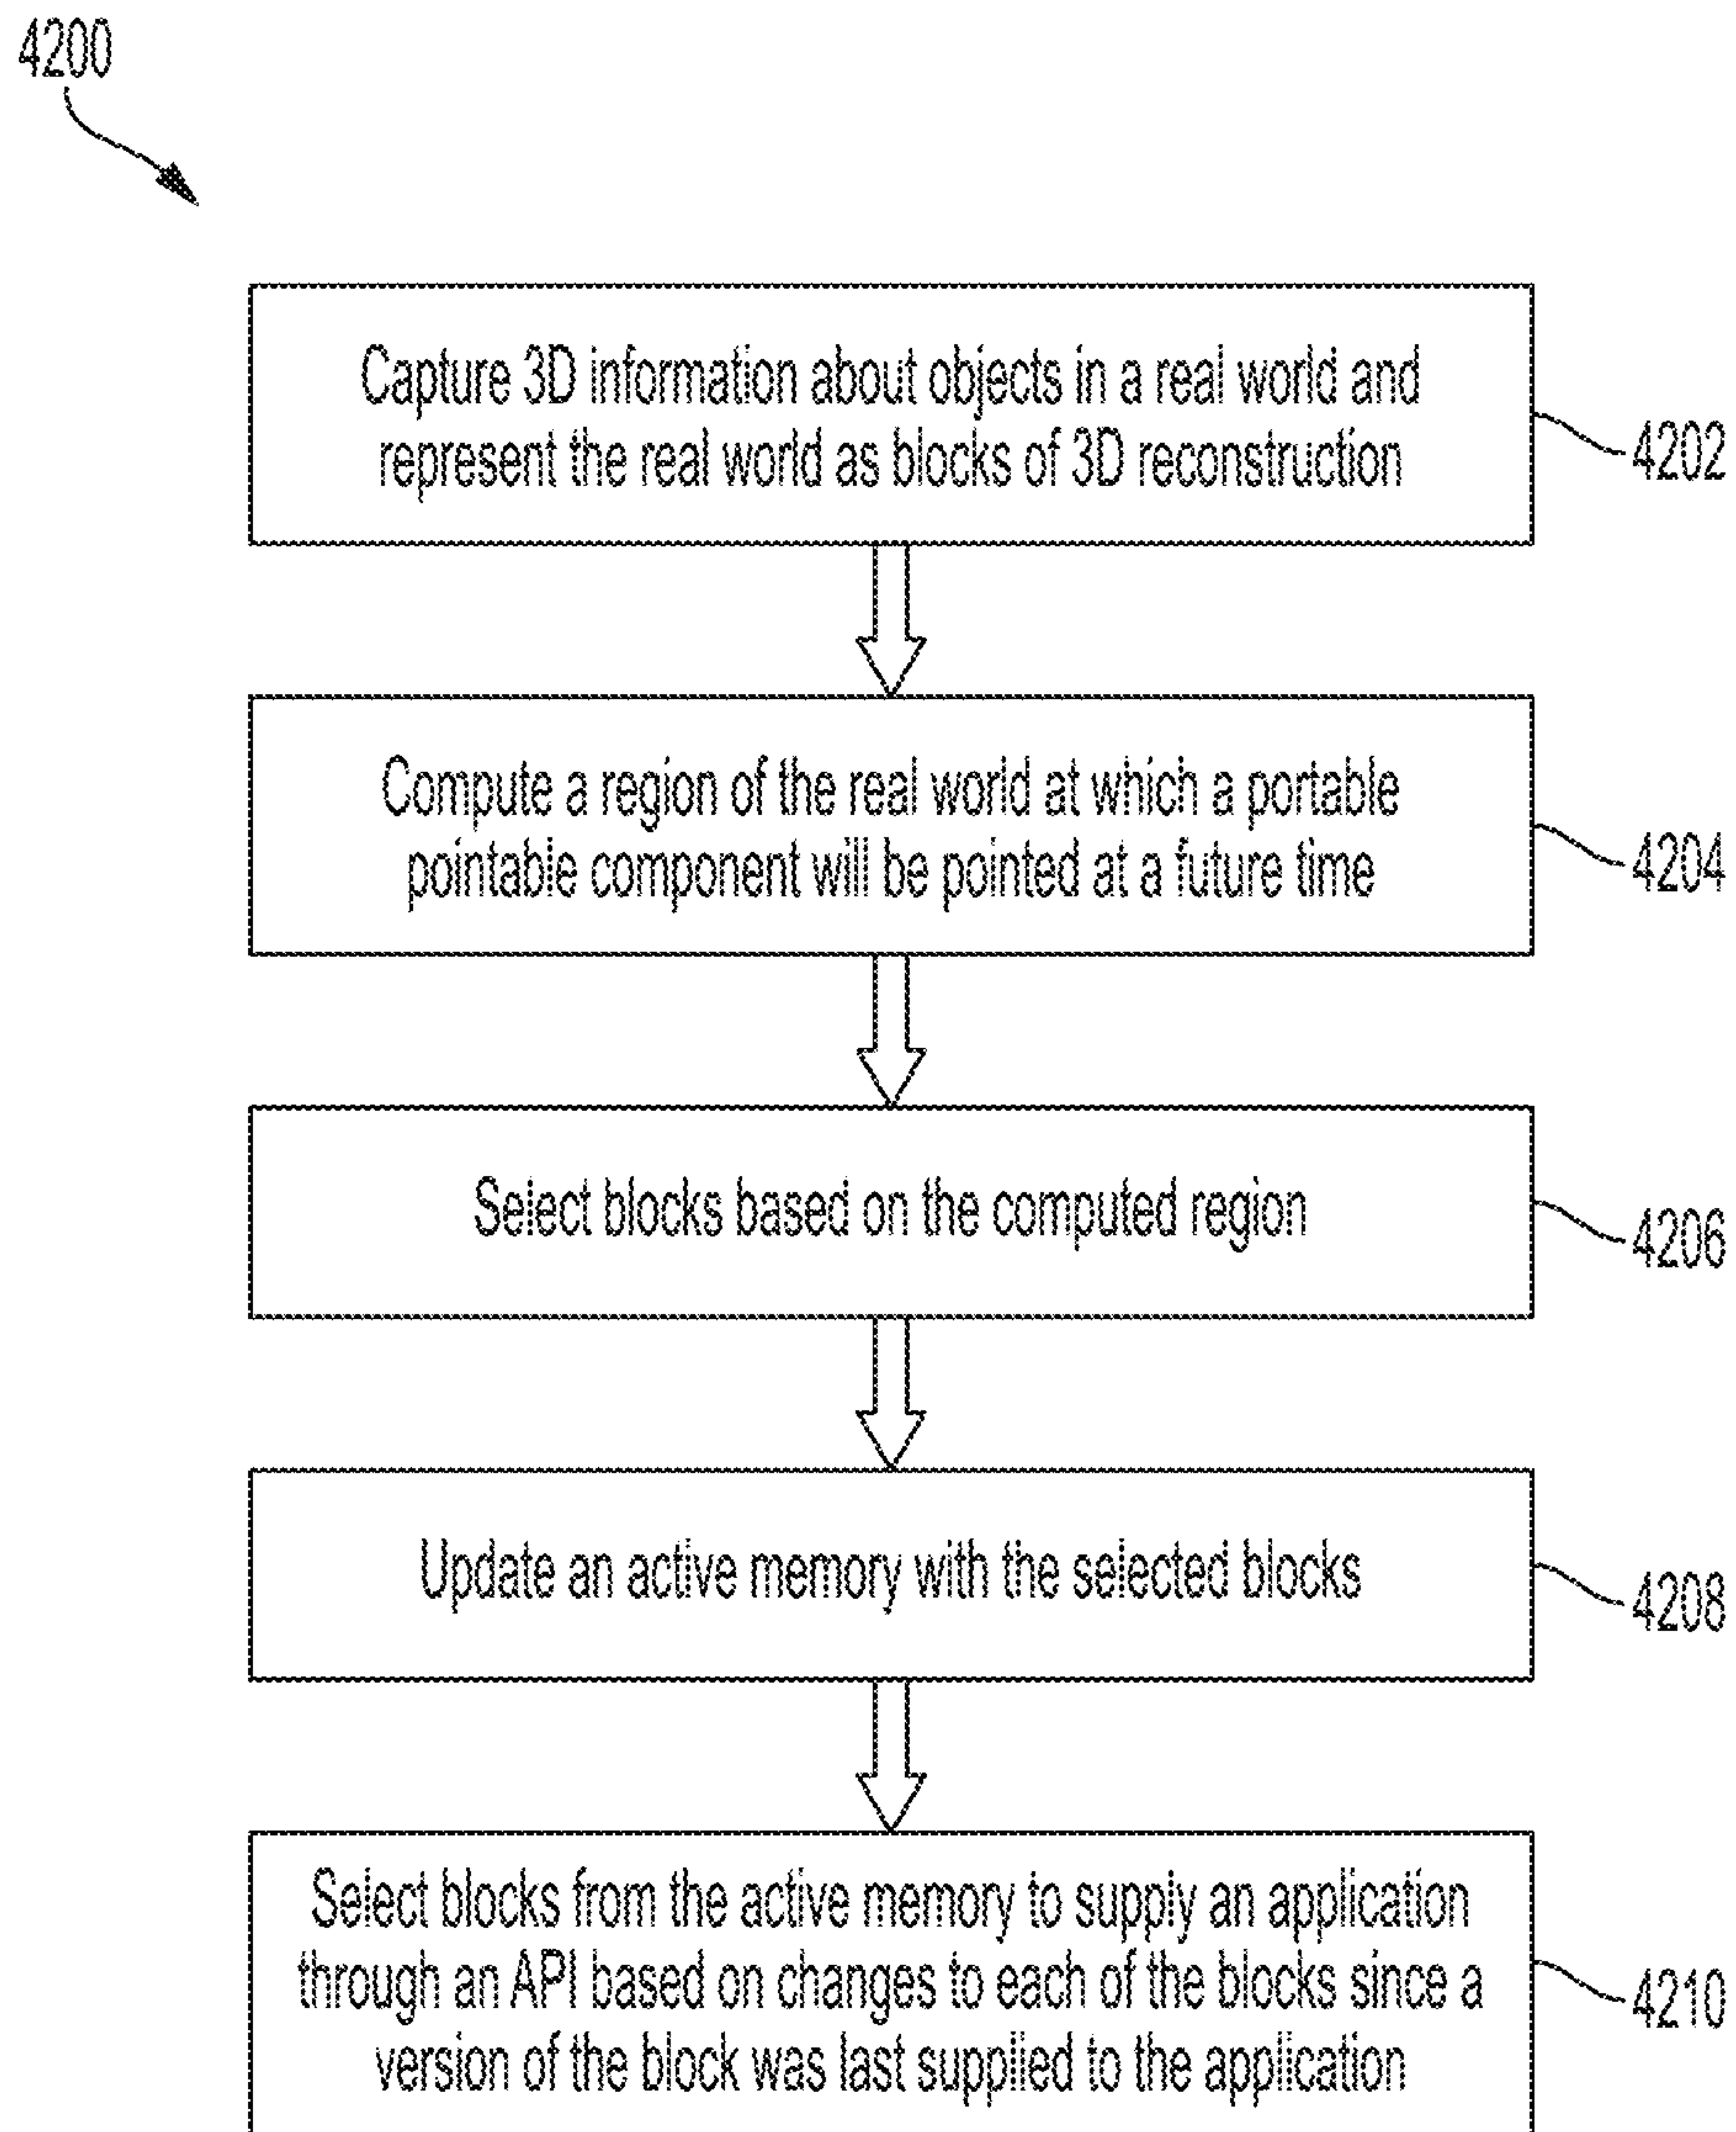 4200
Capture 3D information about objects in a real world and
represent the real world as blocks of 3D reconstruction
4202
Compute a region of the real world at which a portable
pointable component will be pointed at a future time
4204
Select blocks based on the computed region
4206
Update an active memory with the selected blocks
4208
Select blocks from the active memory to supply an application
through an API based on changes to each of the blocks since a
version of the block was last supplied to the application
4210